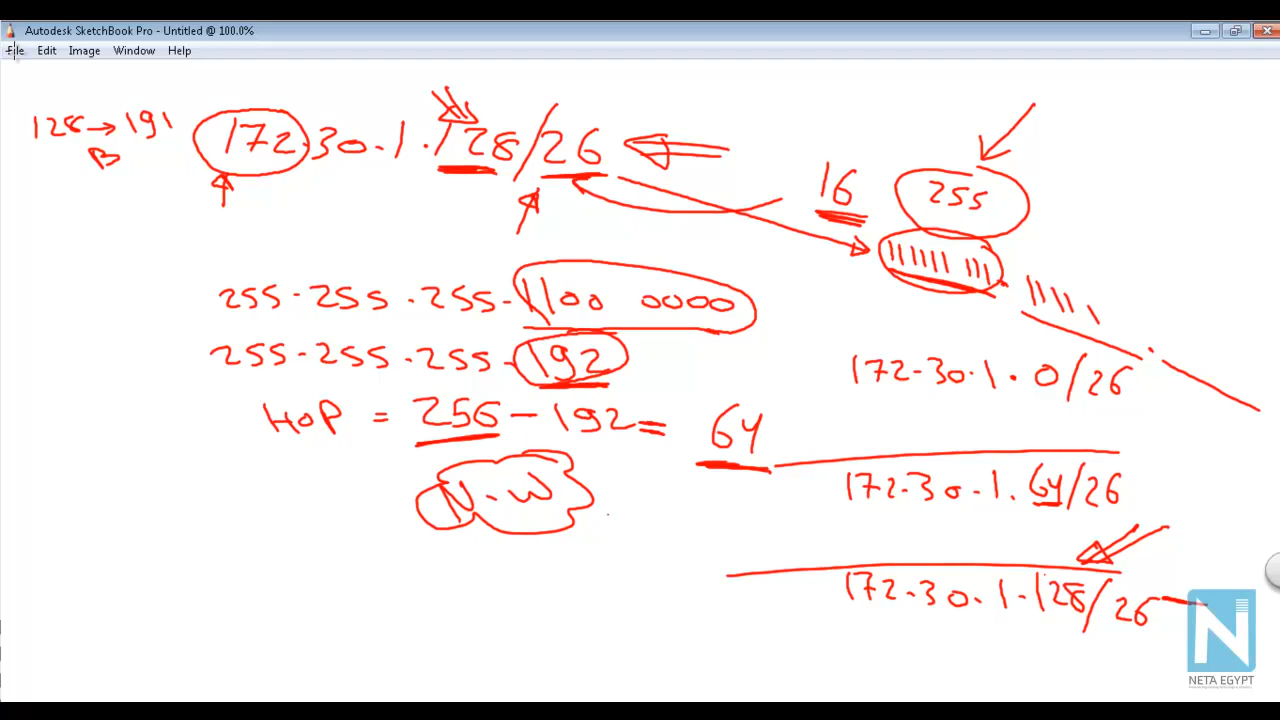 Autodesk SketchBook Pro - Untitled @ 100.0%
File Edit Image Window Help
128→191
B
172.30.1.128/26
16
255
255.255.255.1100 0000
255.255.255.192
HOP = 256-192= 64
N.W
172.30.1.0/26
172.30.1.64/26
172.30.1.128/26
NETA EGYPT